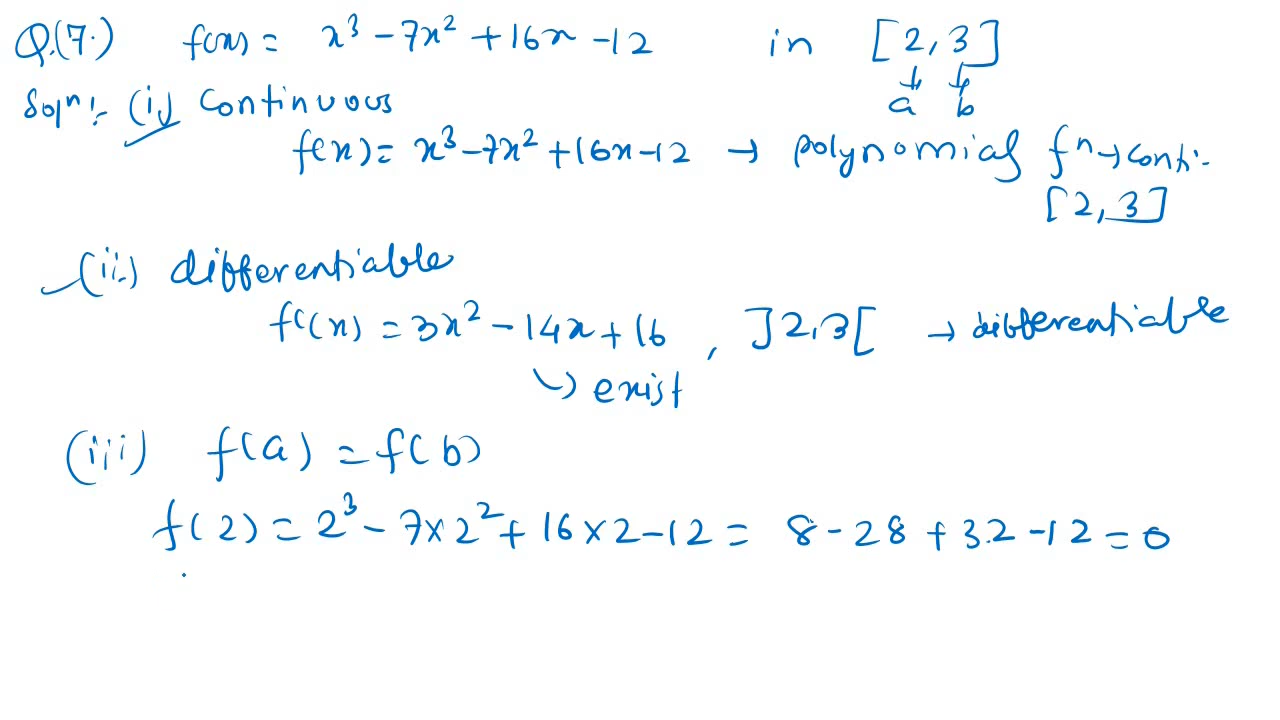 Q.(7.) f(x) = x³ - 7x² + 16x - 12 in [2, 3]
↓ ↓
Solⁿ:- (i) Continuous a b
f(x) = x³ - 7x² + 16x - 12 → polynomial fⁿ → conti.
[2, 3]
(ii) differentiable
f'(x) = 3x² - 14x + 16 , ]2,3[ → differentiable
↳ exist
(iii) f(a) = f(b)
f(2) = 2³ - 7×2² + 16×2 - 12 = 8 - 28 + 32 - 12 = 0